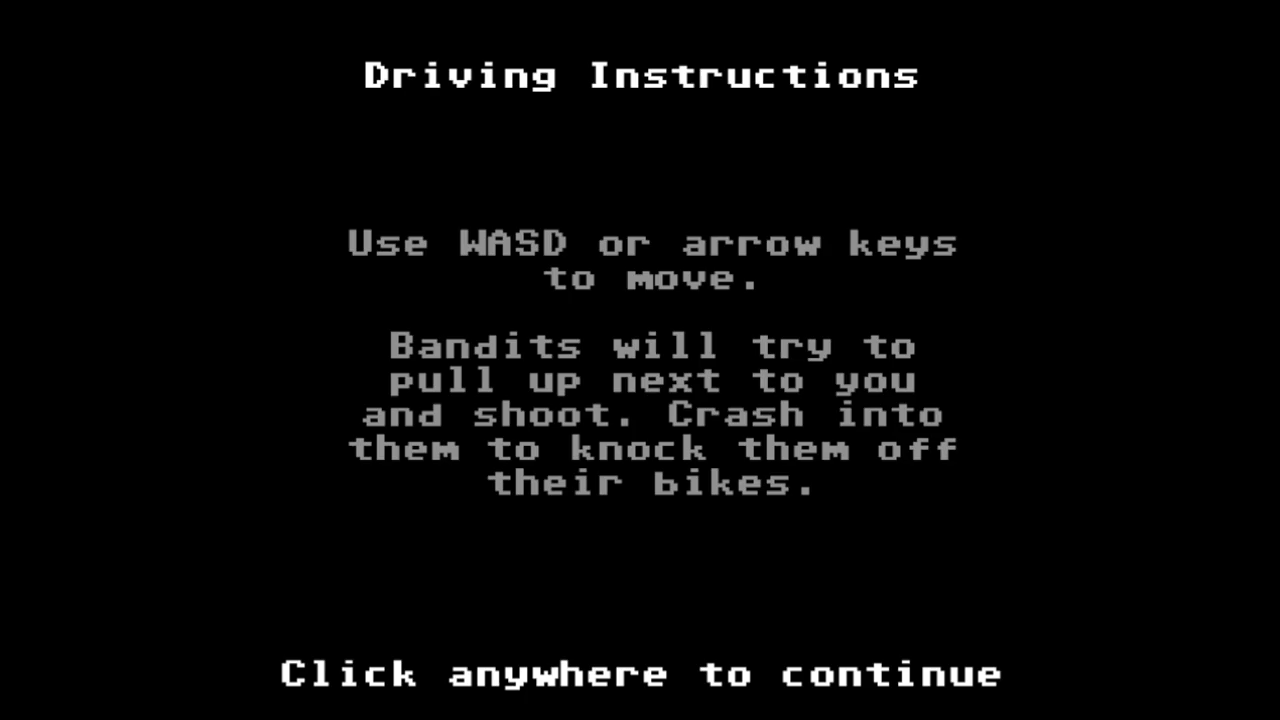 Driving Instructions
Use WASD or arrow keys
to move.
Bandits will try to
pull up next to you
and shoot. Crash into
them to knock them off
their bikes.
Click anywhere to continue